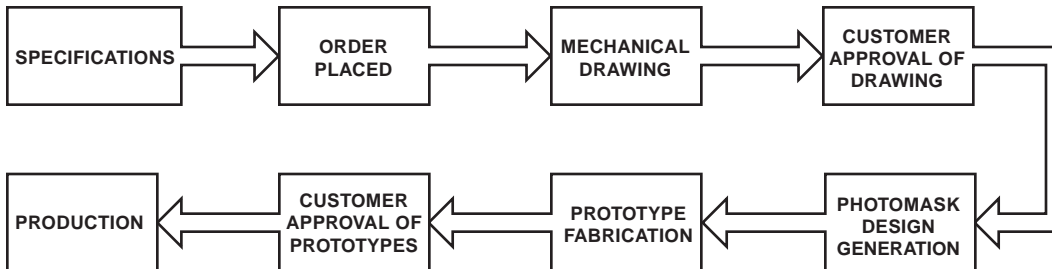 SPECIFICATIONS
ORDER
PLACED
MECHANICAL
DRAWING
CUSTOMER
APPROVAL OF
DRAWING
PHOTOMASK
DESIGN
GENERATION
PROTOTYPE
FABRICATION
CUSTOMER
APPROVAL OF
PROTOTYPES
PRODUCTION